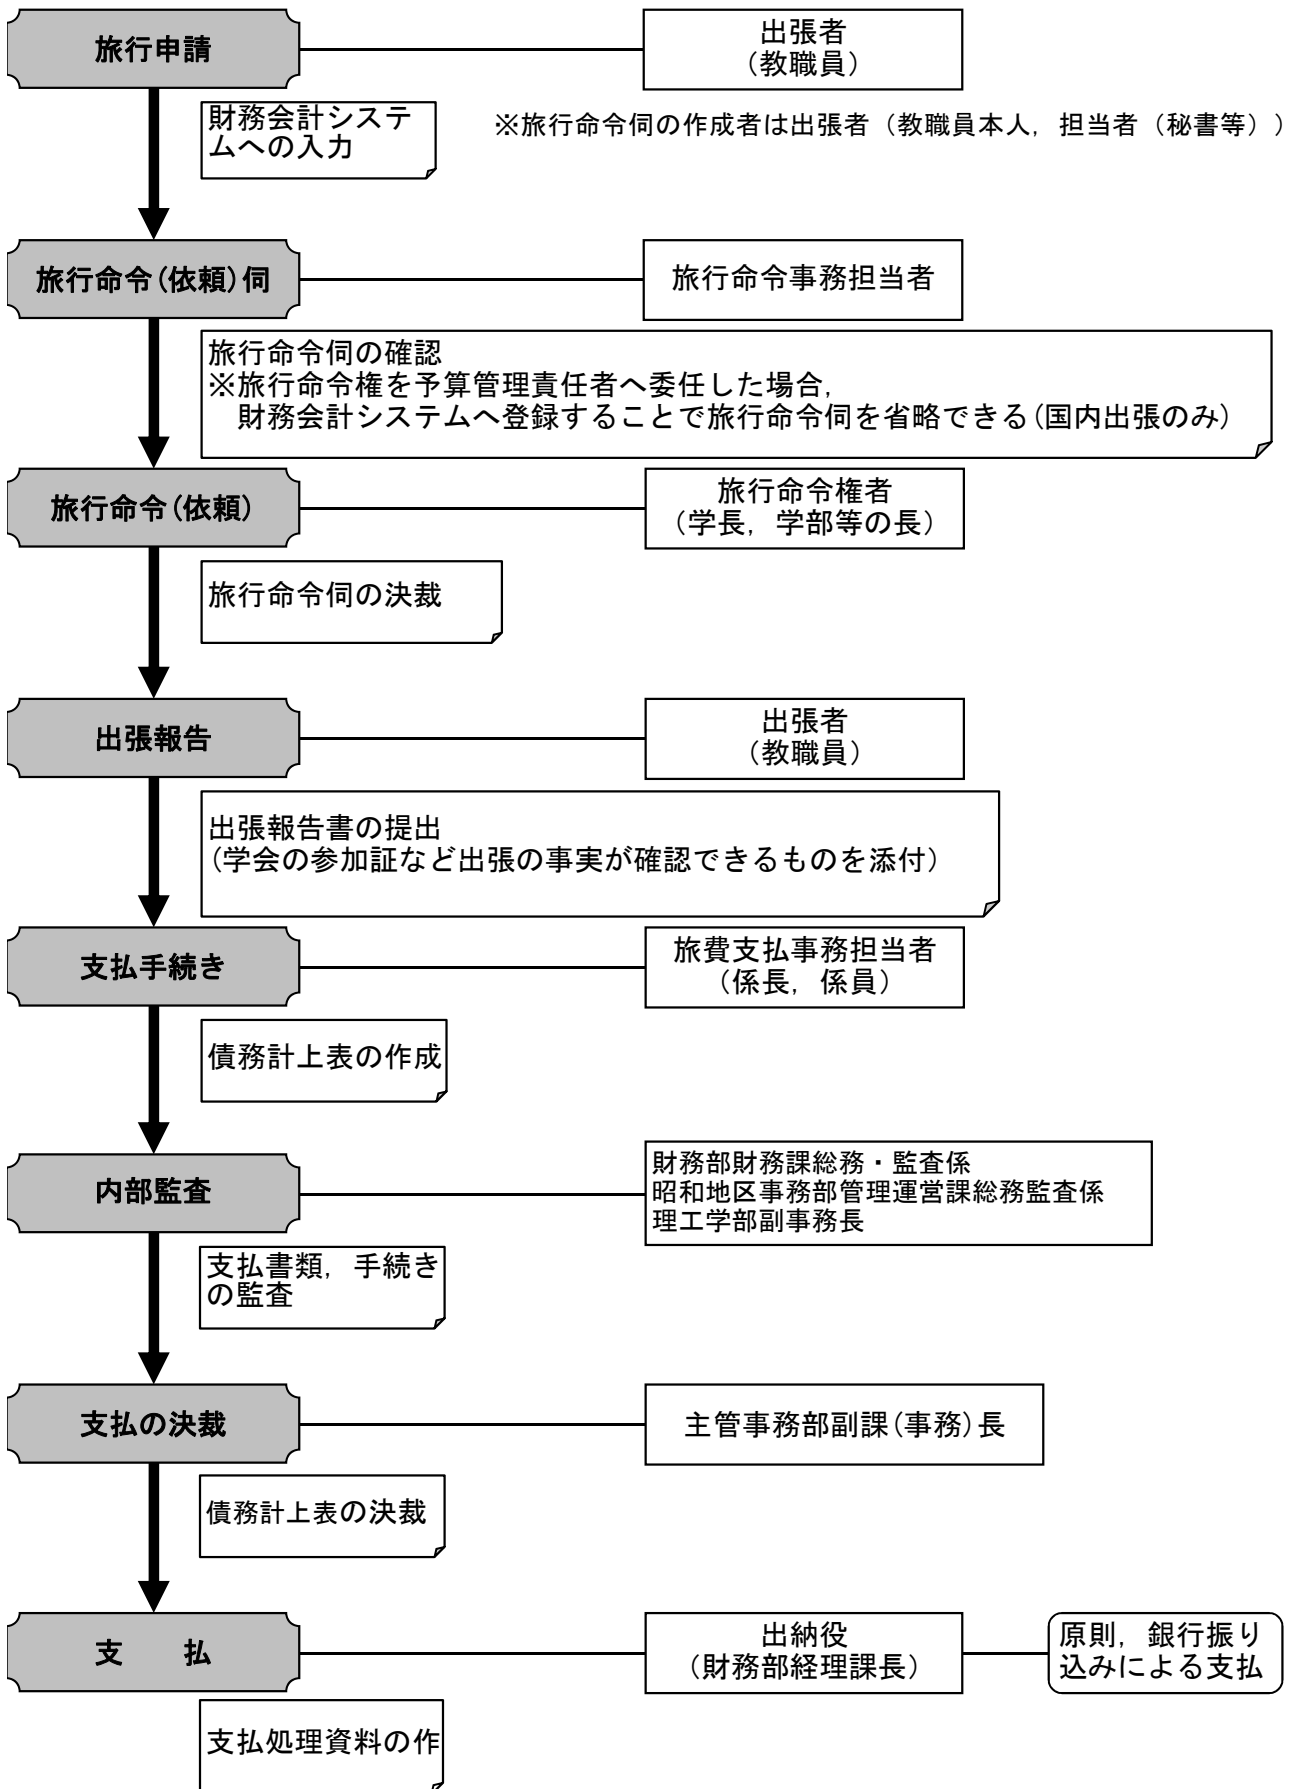 旅行申請
出張者
(教職員)
財務会計システ
ムへの入力
※旅行命令伺の作成者は出張者(教職員本人,担当者(秘書等))
旅行命令(依頼)伺
旅行命令事務担当者
旅行命令伺の確認
※旅行命令権を予算管理責任者へ委任した場合,
財務会計システムへ登録することで旅行命令伺を省略できる(国内出張のみ)
旅行命令(依頼)
旅行命令権者
(学長,学部等の長)
旅行命令伺の決裁
出張報告
出張者
(教職員)
出張報告書の提出
(学会の参加証など出張の事実が確認できるものを添付)
支払手続き
旅費支払事務担当者
(係長,係員)
債務計上表の作成
内部監査
財務部財務課総務・監査係
昭和地区事務部管理運営課総務監査係
理工学部副事務長
支払書類,手続き
の監査
支払の決裁
主管事務部副課(事務)長
債務計上表の決裁
支 払
出納役
(財務部経理課長)
原則,銀行振り
込みによる支払
支払処理資料の作